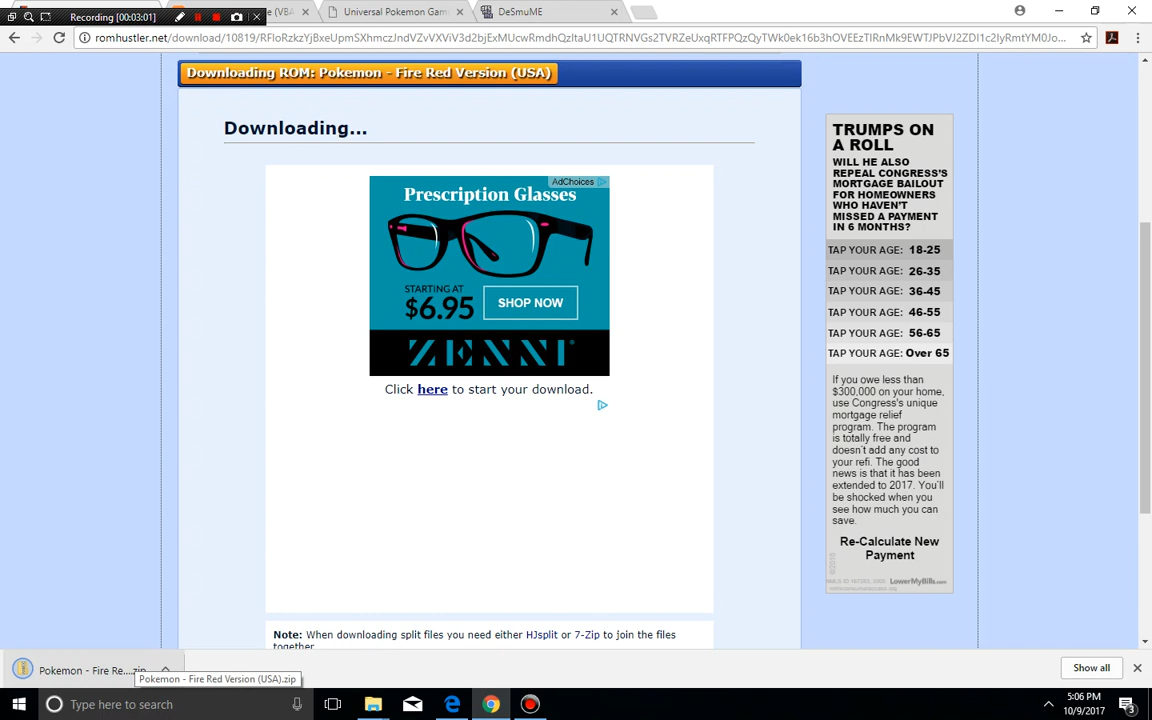 Recording [00:03:01]
e (VBA
Universal Pokemon Gam
DeSmuME
romhustler.net/download/10819/
Downloading ROM: Pokemon - Fire Red Version (USA)
Downloading...
AdChoices
Prescription Glasses
STARTING AT
$6.95
SHOP NOW
ZENNI
Click here to start your download.
Note: When downloading split files you need either HJsplit or 7-Zip to join the files
together
TRUMPS ON
A ROLL
WILL HE ALSO
REPEAL CONGRESS'S
MORTGAGE BAILOUT
FOR HOMEOWNERS
WHO HAVEN'T
MISSED A PAYMENT
IN 6 MONTHS?
TAP YOUR AGE: 18-25
TAP YOUR AGE: 26-35
TAP YOUR AGE: 36-45
TAP YOUR AGE: 46-55
TAP YOUR AGE: 56-65
TAP YOUR AGE: Over 65
If you owe less than
$300,000 on your home,
use Congress's unique
mortgage relief
program. The program
is totally free and
doesn't add any cost to
your refi. The good
news is that it has been
extended to 2017. You'll
be shocked when you
see how much you can
save.
Re-Calculate New
Payment
LowerMyBills.com
Pokemon - Fire Re....zip
Pokemon - Fire Red Version (USA).zip
Show all
Type here to search
5:06 PM
10/9/2017
3